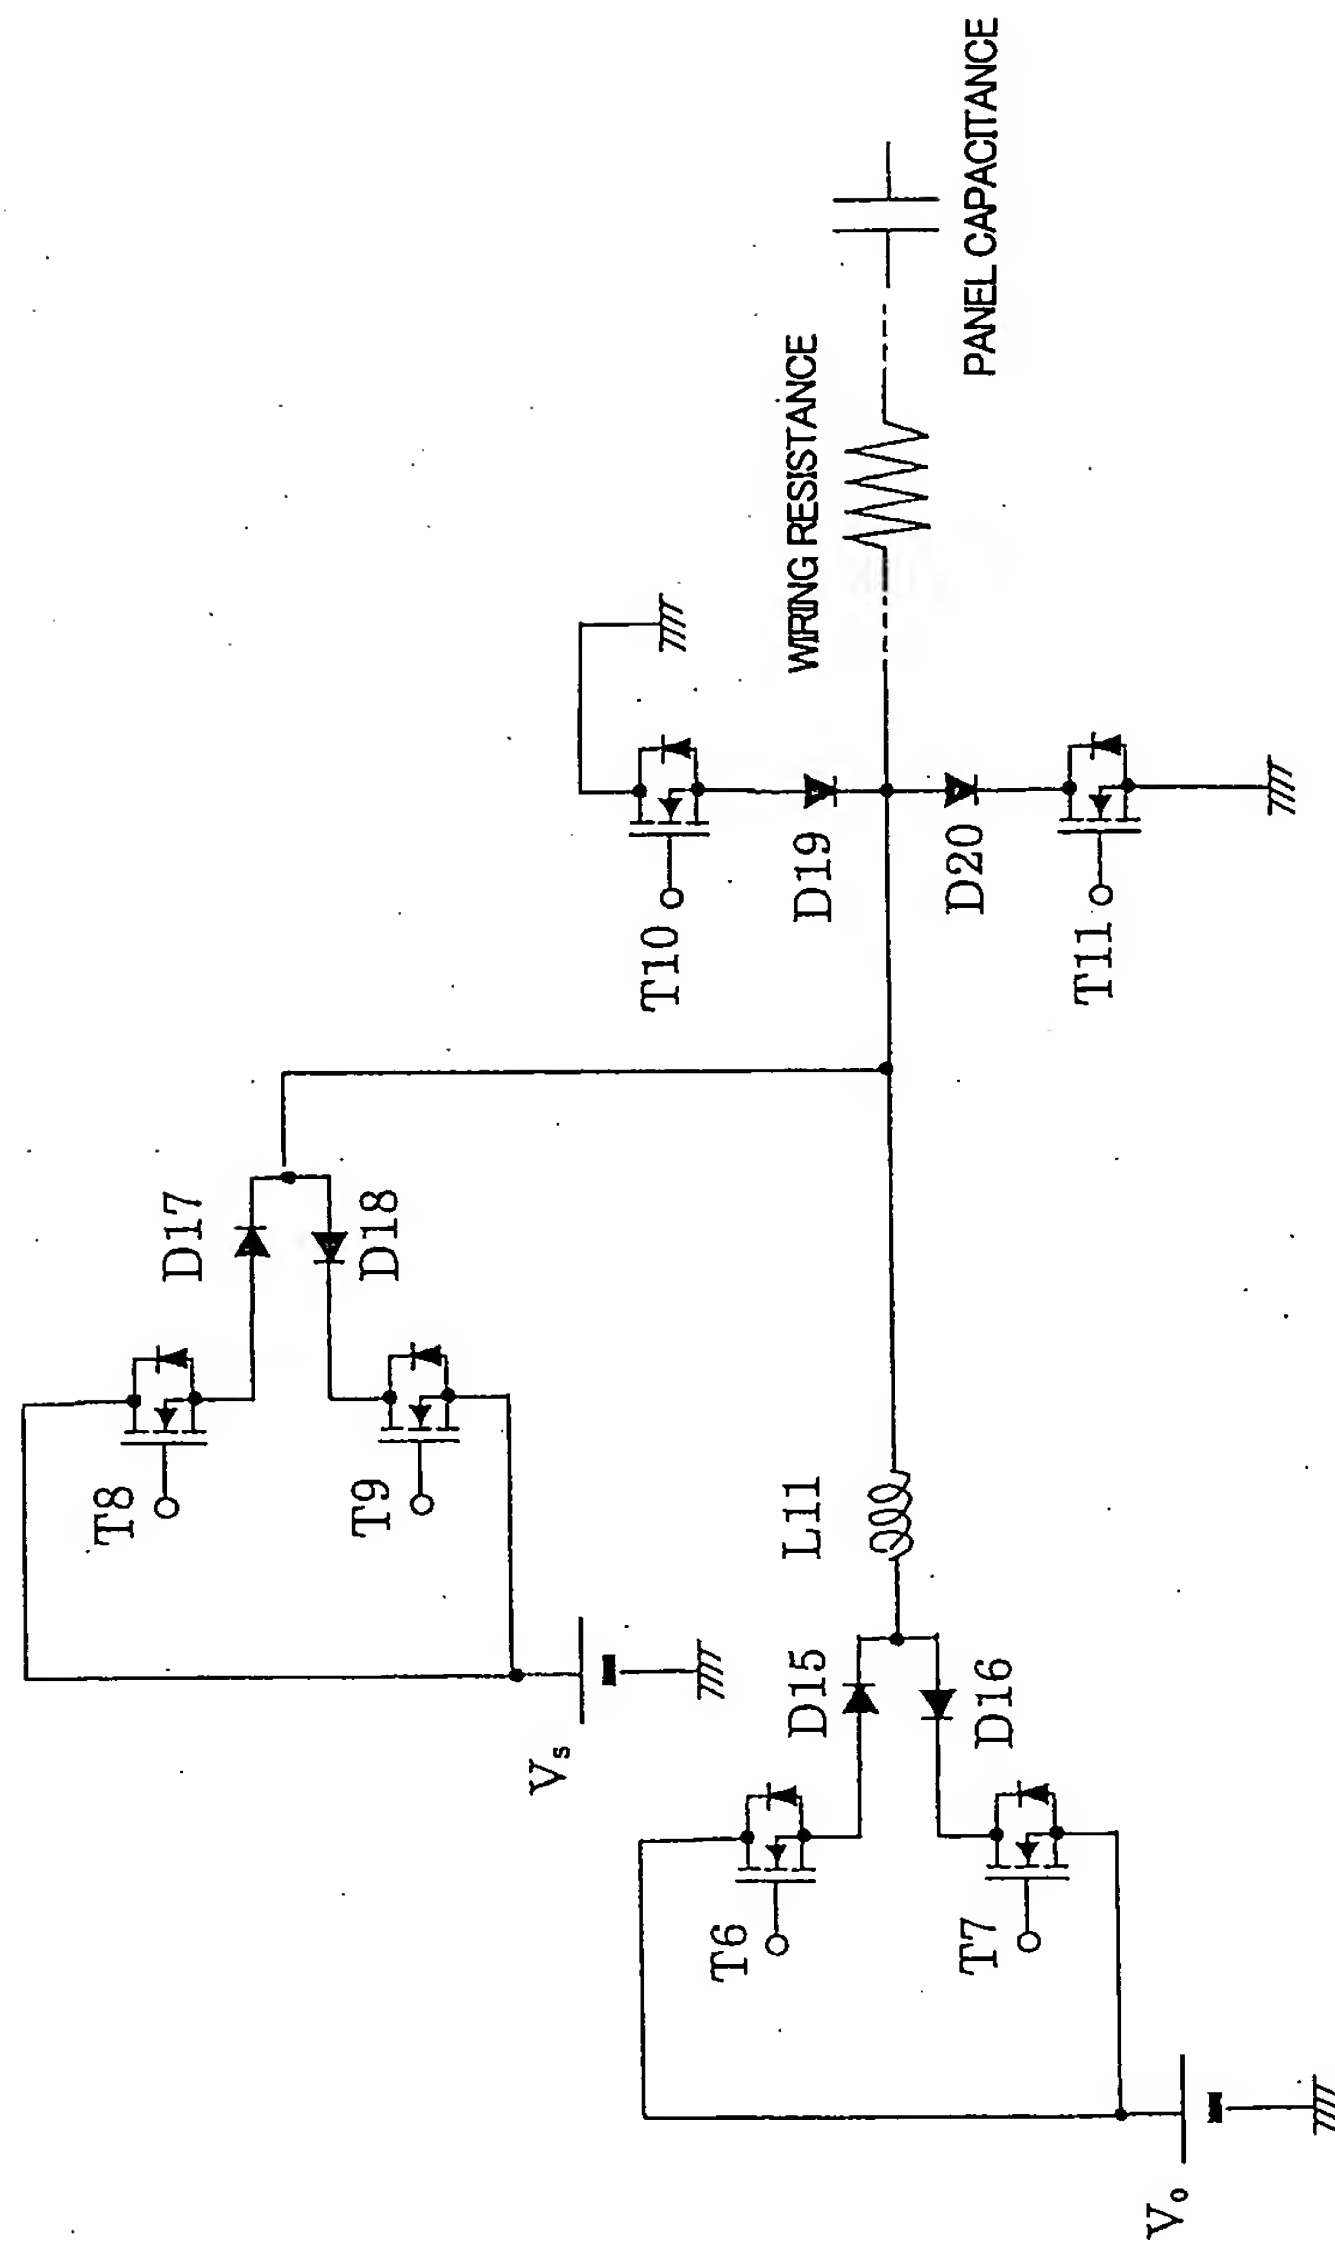 PANEL CAPACITANCE
WIRING RESISTANCE
T10
D19
D20
T11
D17
D18
T8
T9
L11
Vs
D15
D16
T6
T7
Vo